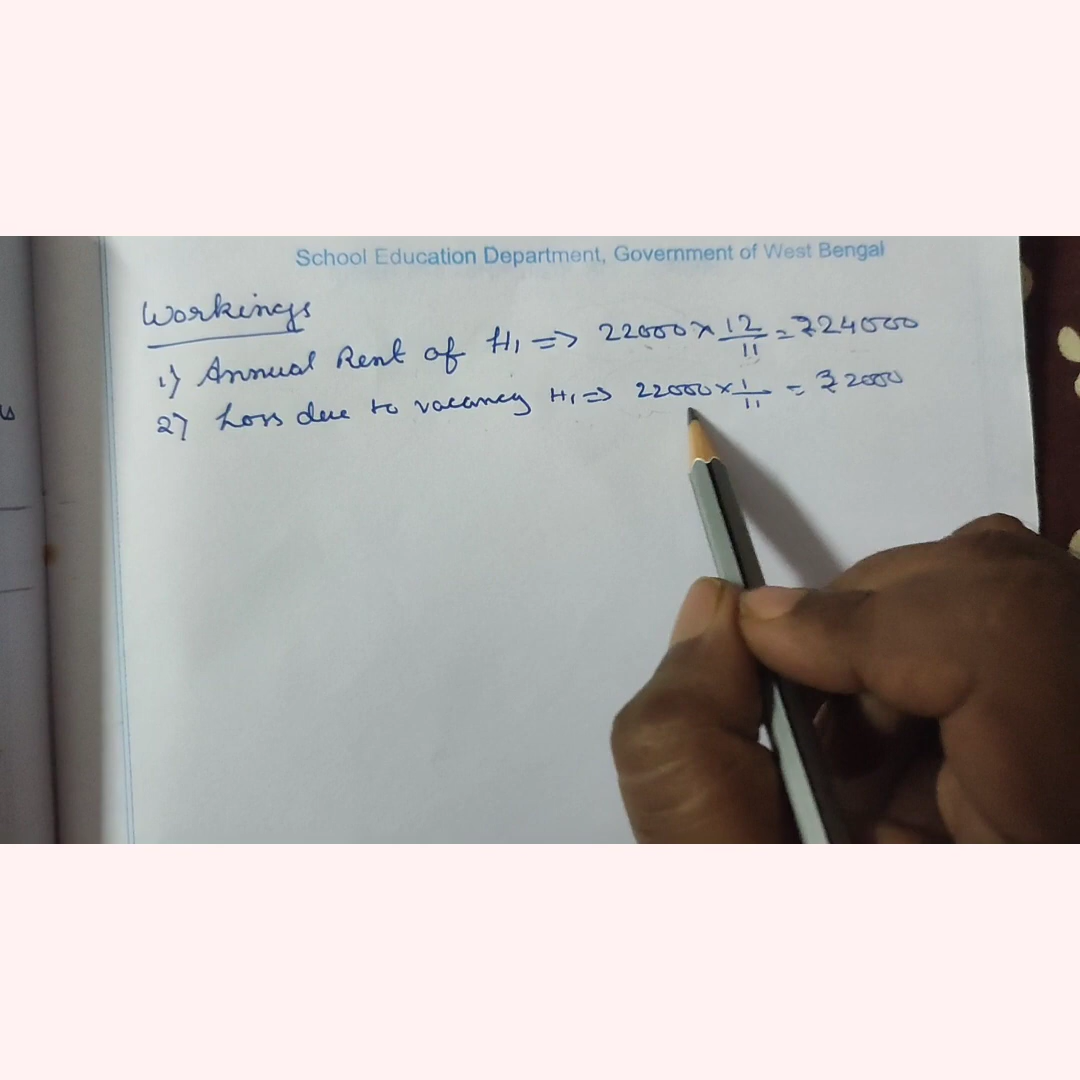 School Education Department, Government of West Bengal
Workings
1) Annual Rent of H₁ => 22000 × 12/11 = ₹24000
2) Loss due to vacancy H₁ => 22000 × 1/11 = ₹2000